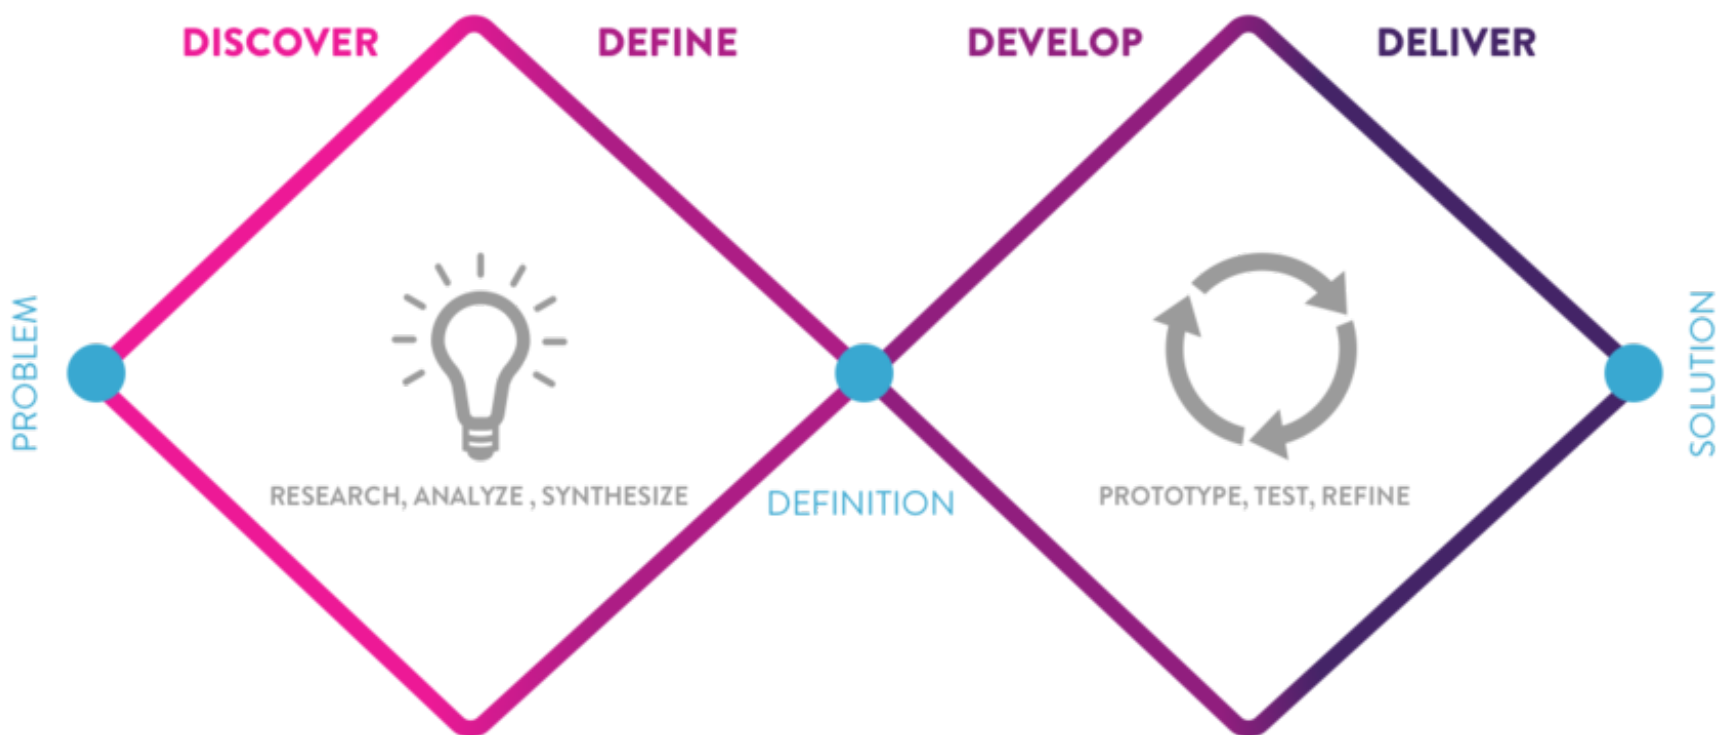 DISCOVER
DEFINE
DEVELOP
DELIVER
PROBLEM
RESEARCH, ANALYZE , SYNTHESIZE
DEFINITION
PROTOTYPE, TEST, REFINE
SOLUTION